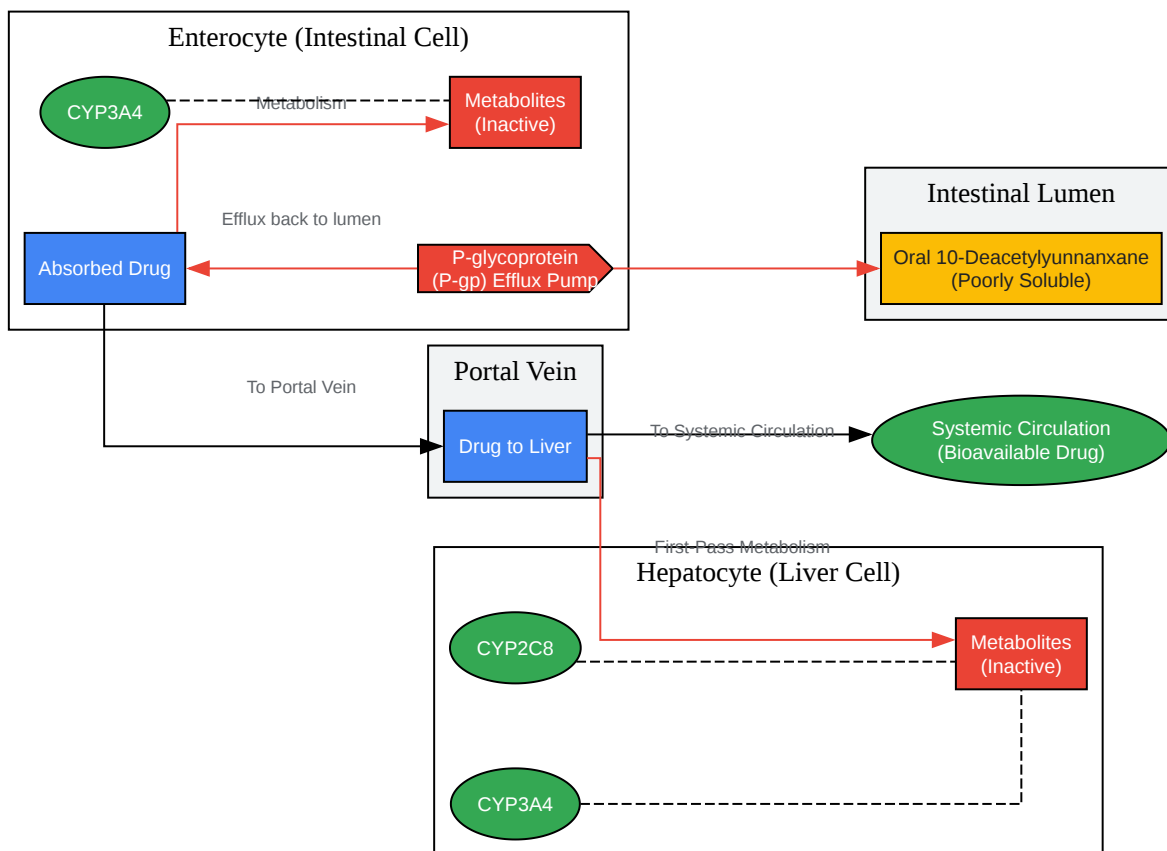 Enterocyte (Intestinal Cell)
CYP3A4
Metabolism
Metabolites
(Inactive)
Efflux back to lumen
Absorbed Drug
P-glycoprotein
(P-gp) Efflux Pump
Intestinal Lumen
Oral 10-Deacetylyunnanxane
(Poorly Soluble)
To Portal Vein
Portal Vein
Drug to Liver
To Systemic Circulation
Systemic Circulation
(Bioavailable Drug)
First-Pass Metabolism
Hepatocyte (Liver Cell)
CYP2C8
Metabolites
(Inactive)
CYP3A4